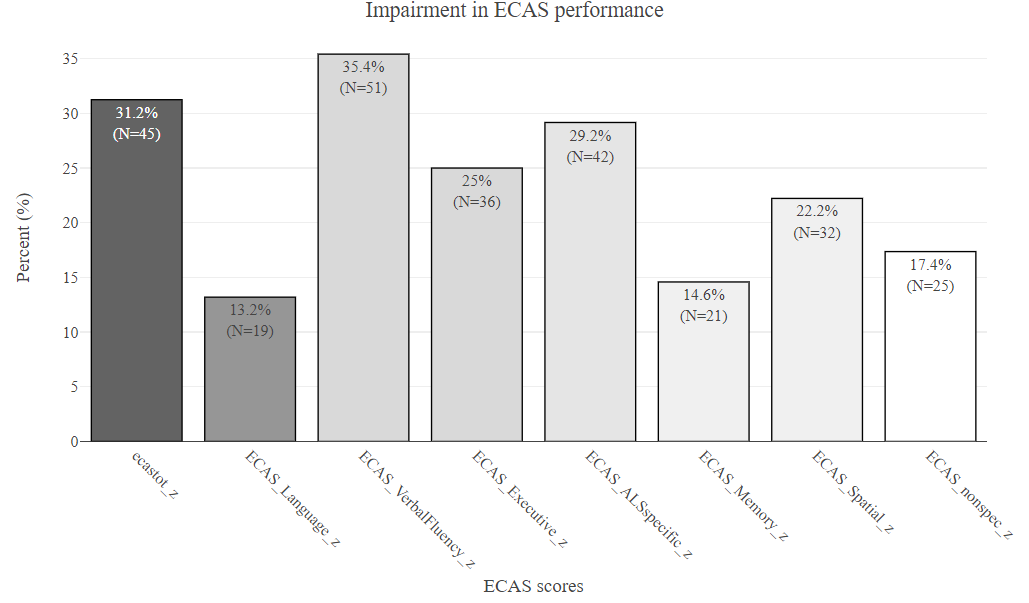 Impairment in ECAS performance
Percent (%)
35
30
25
20
15
10
5
0
31.2%
(N=45)
13.2%
(N=19)
35.4%
(N=51)
25%
(N=36)
29.2%
(N=42)
14.6%
(N=21)
22.2%
(N=32)
17.4%
(N=25)
ecastot_z
ECAS_Language_z
ECAS_VerbalFluency_z
ECAS_Executive_z
ECAS_ALSspecific_z
ECAS_Memory_z
ECAS_Spatial_z
ECAS_nonspec_z
ECAS scores